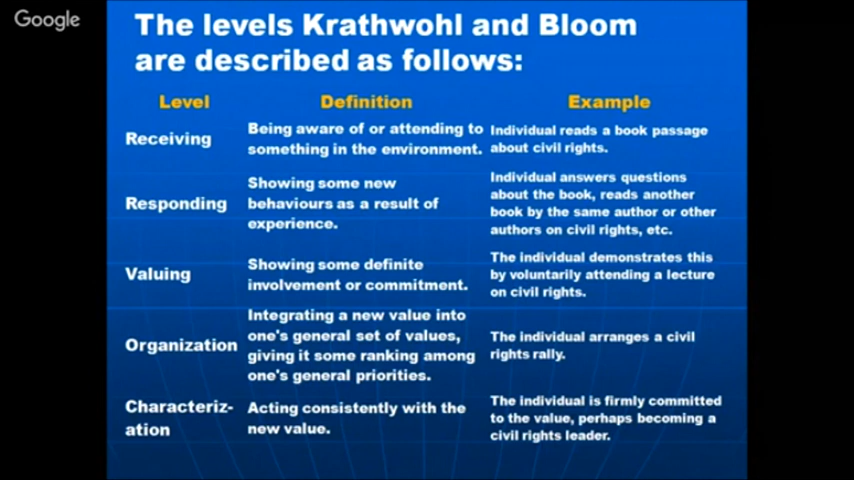 Google
The levels Krathwohl and Bloom
are described as follows:
Level Definition Example
Receiving
Being aware of or attending to
something in the environment.
Individual reads a book passage
about civil rights.
Responding
Showing some new
behaviours as a result of
experience.
Individual answers questions
about the book, reads another
book by the same author or other
authors on civil rights, etc.
Valuing
Showing some definite
involvement or commitment.
The individual demonstrates this
by voluntarily attending a lecture
on civil rights.
Organization
Integrating a new value into
one's general set of values,
giving it some ranking among
one's general priorities.
The individual arranges a civil
rights rally.
Characteriz-
ation
Acting consistently with the
new value.
The individual is firmly committed
to the value, perhaps becoming a
civil rights leader.